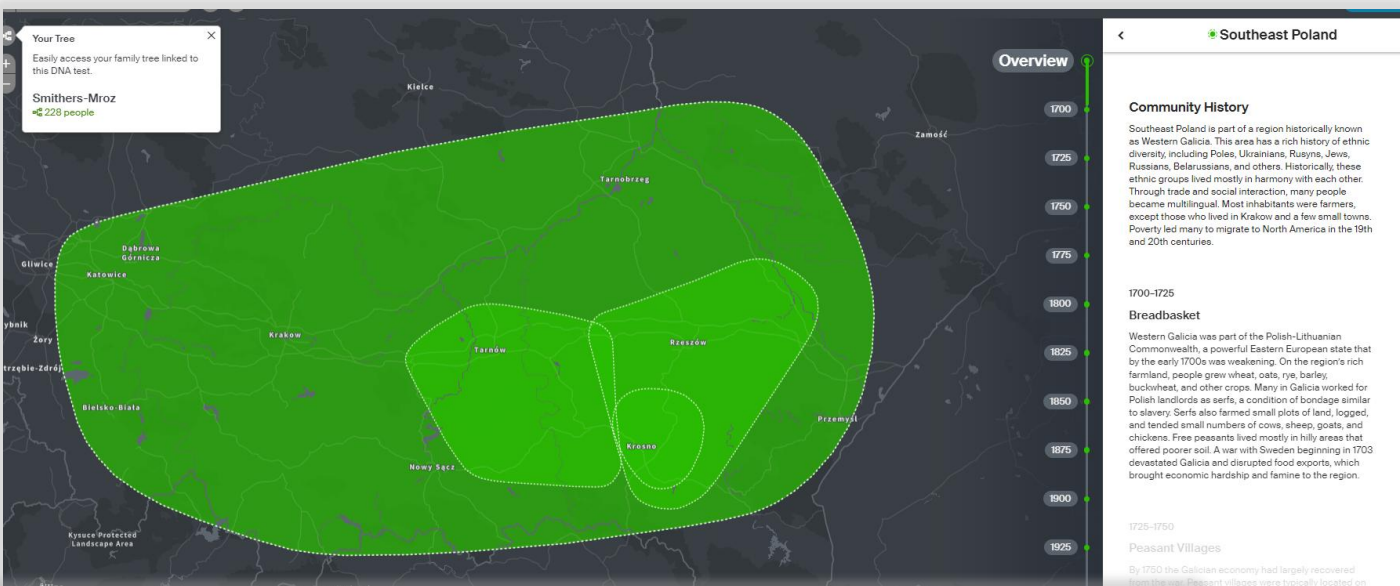 Your Tree
Easily access your family tree linked to
this DNA test.
Smithers-Mroz
228 people
Kielce
Zamość
Tarnobrzeg
Dąbrowa
Górnicza
Gliwice
Katowice
Krakow
Tarnów
Rzeszów
ybnik
Żory
trzębie-Zdrój
Bielsko-Biała
Przemyśl
Krosno
Nowy Sącz
Kysuce Protected
Landscape Area
Overview
1700
1725
1750
1775
1800
1825
1850
1875
1900
1925
Southeast Poland
Community History
Southeast Poland is part of a region historically known
as Western Galicia. This area has a rich history of ethnic
diversity, including Poles, Ukrainians, Rusyns, Jews,
Russians, Belarussians, and others. Historically, these
ethnic groups lived mostly in harmony with each other.
Through trade and social interaction, many people
became multilingual. Most inhabitants were farmers,
except those who lived in Krakow and a few small towns.
Poverty led many to migrate to North America in the 19th
and 20th centuries.
1700–1725
Breadbasket
Western Galicia was part of the Polish-Lithuanian
Commonwealth, a powerful Eastern European state that
by the early 1700s was weakening. On the region's rich
farmland, people grew wheat, oats, rye, barley,
buckwheat, and other crops. Many in Galicia worked for
Polish landlords as serfs, a condition of bondage similar
to slavery. Serfs also farmed small plots of land, logged,
and tended small numbers of cows, sheep, goats, and
chickens. Free peasants lived mostly in hilly areas that
offered poorer soil. A war with Sweden beginning in 1703
devastated Galicia and disrupted food exports, which
brought economic hardship and famine to the region.
1725–1750
Peasant Villages
By 1750 the Galician economy had largely recovered
from the war. Peasant villages were typically located on